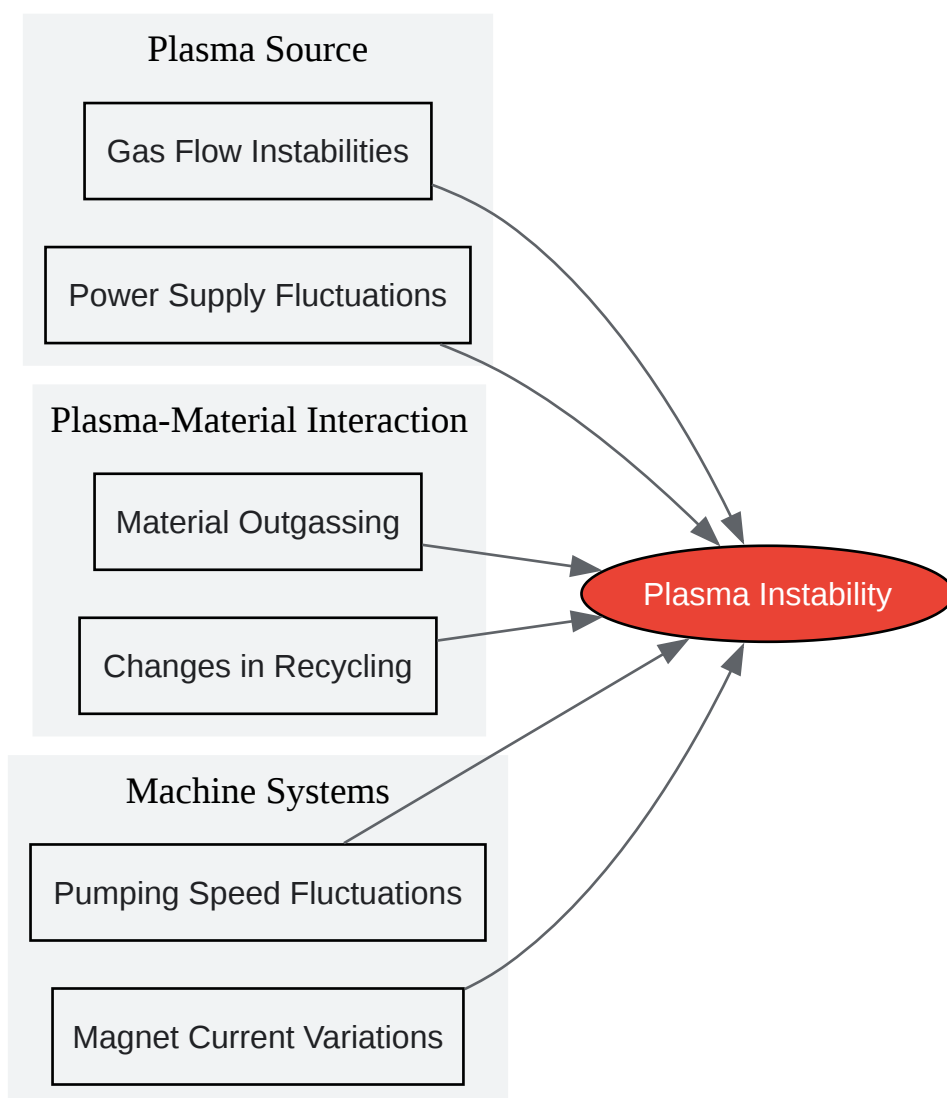 Plasma Source
Gas Flow Instabilities
Power Supply Fluctuations
Plasma-Material Interaction
Material Outgassing
Changes in Recycling
Plasma Instability
Machine Systems
Pumping Speed Fluctuations
Magnet Current Variations